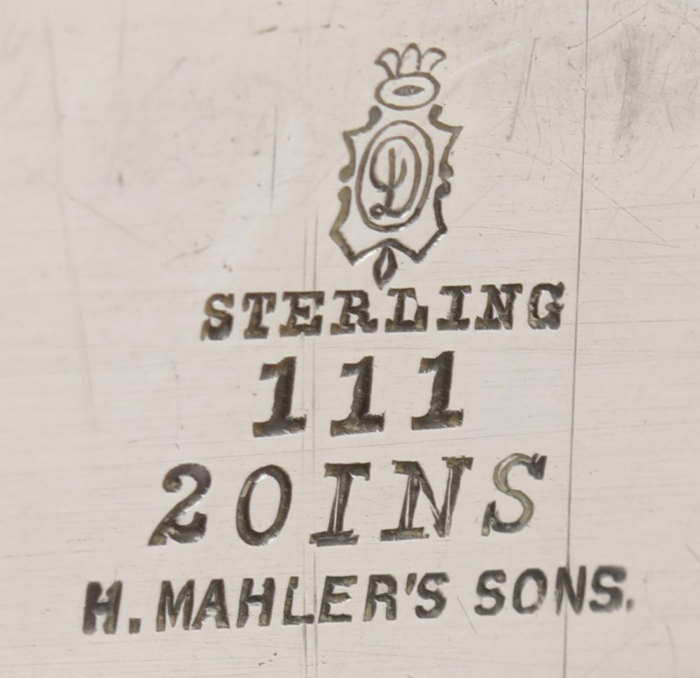 D
STERLING
111
20INS
H. MAHLER'S SONS.